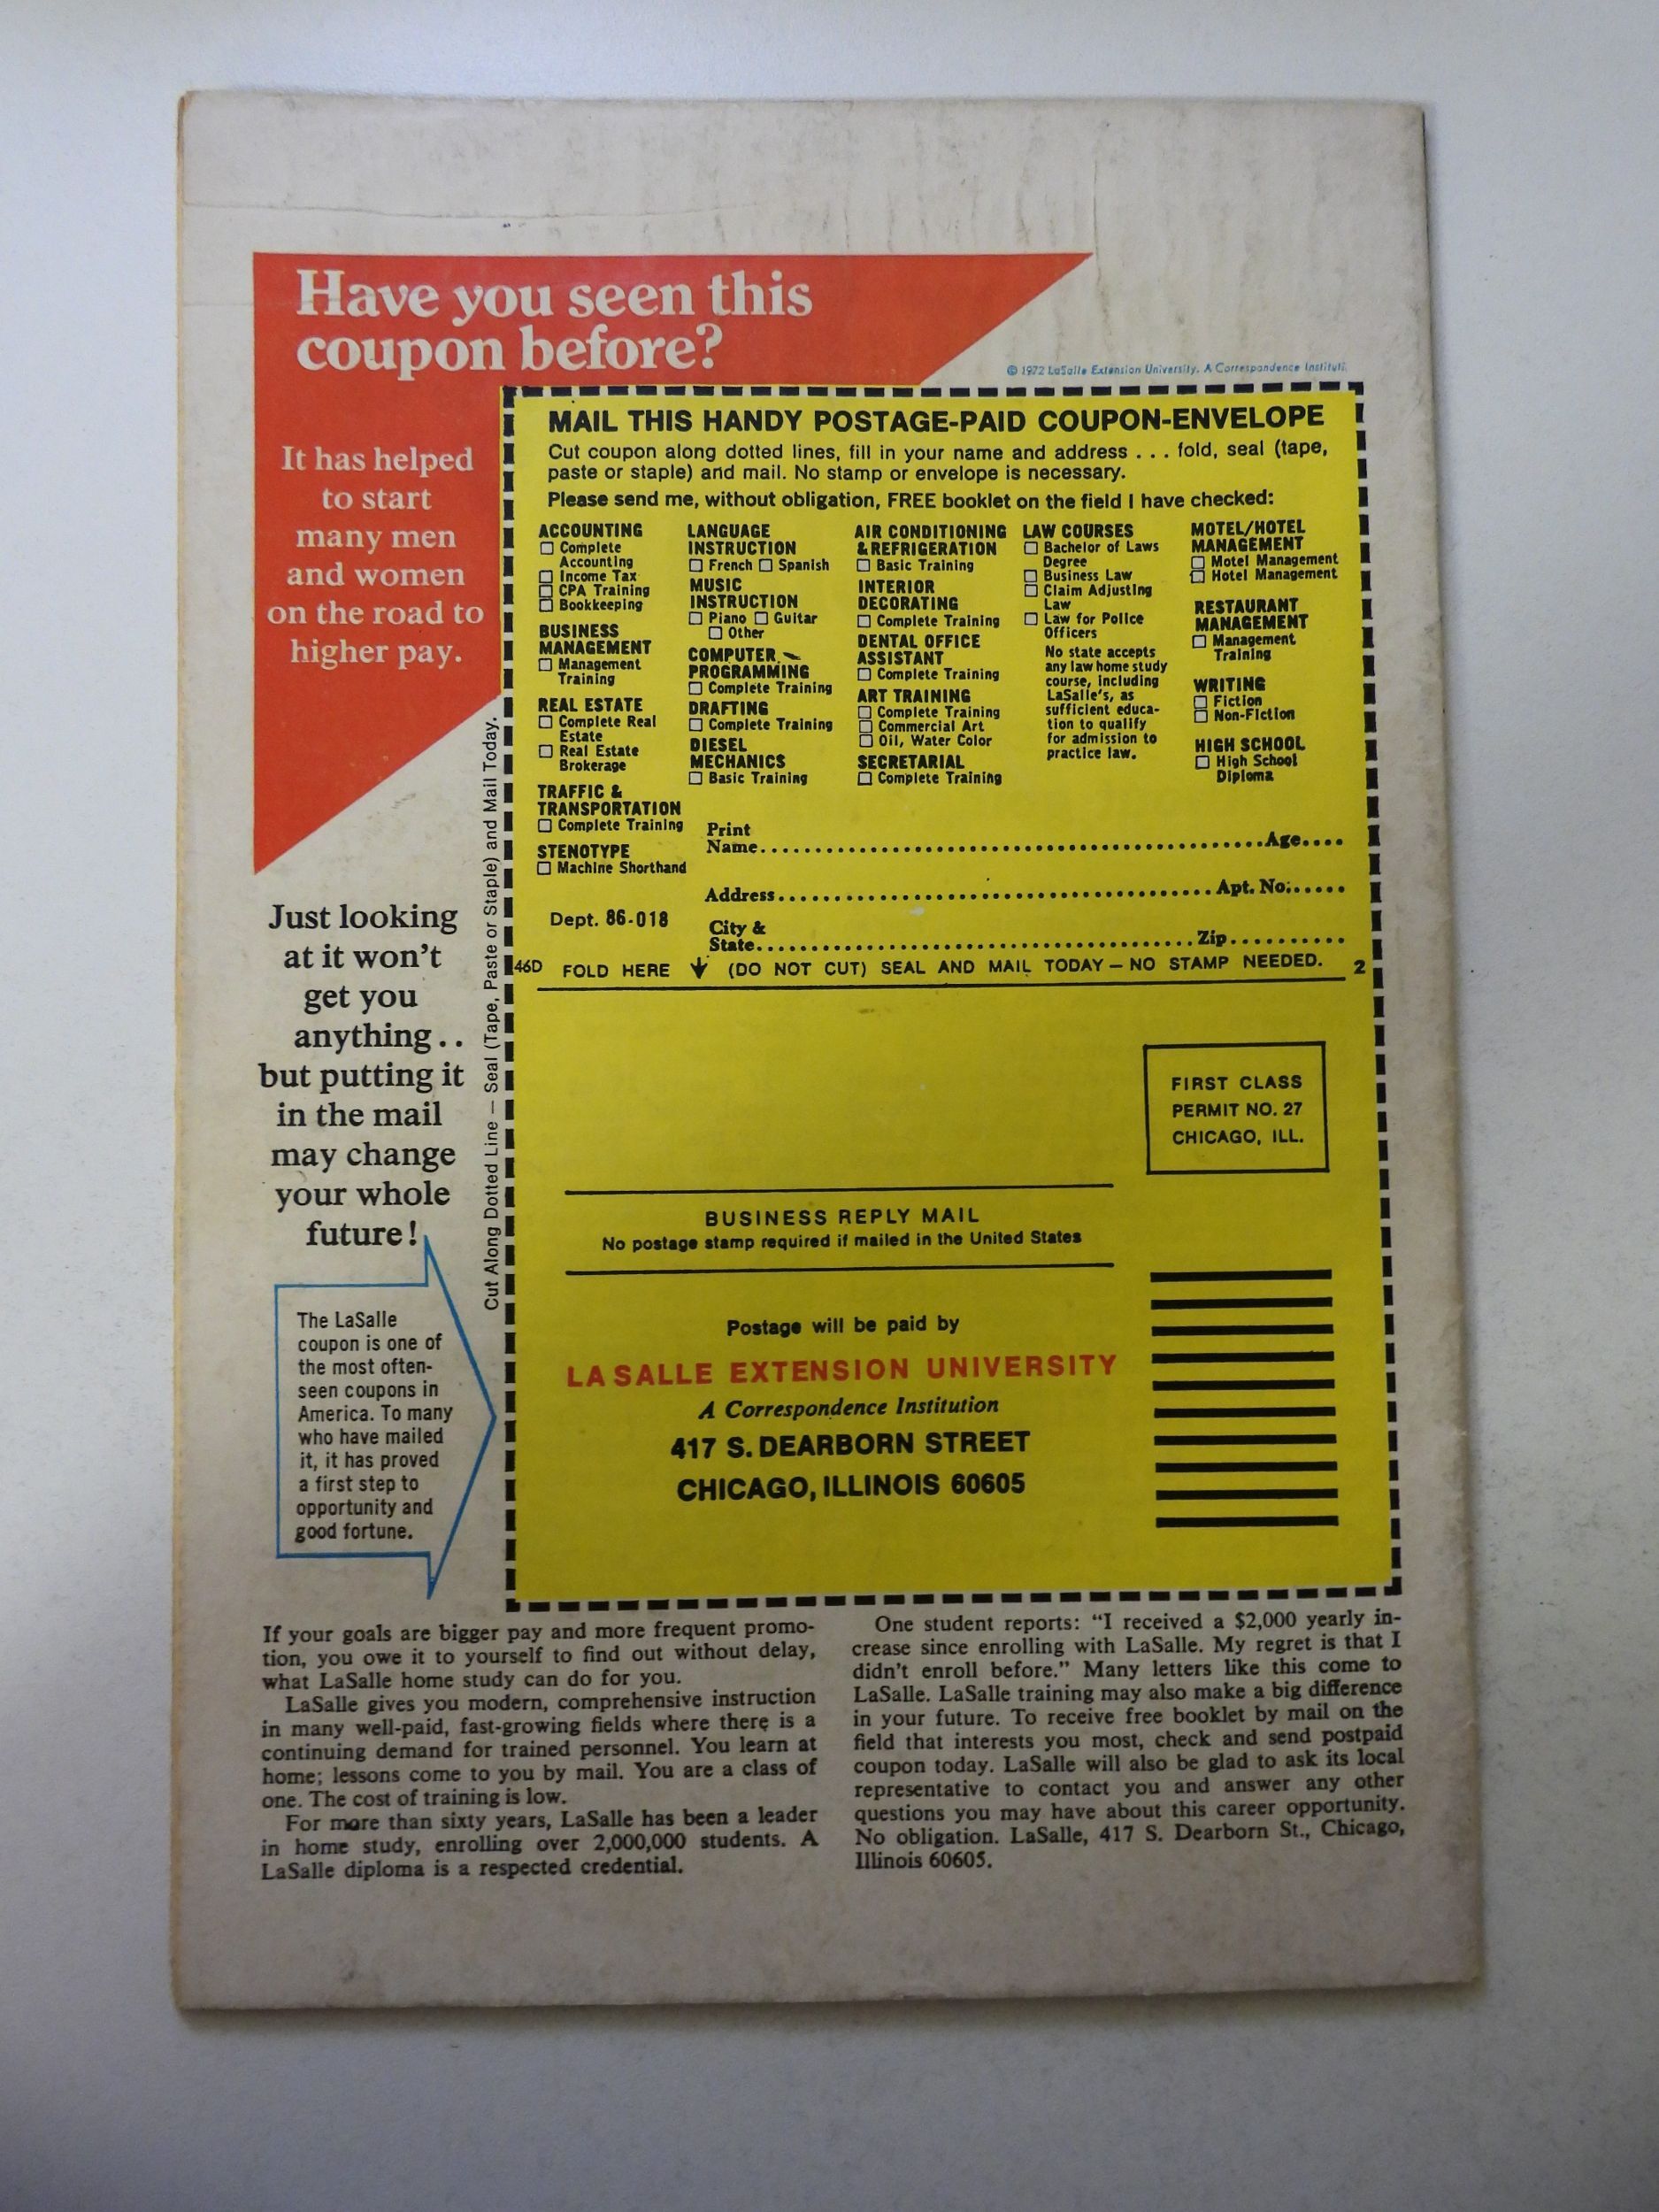 Have you seen this
coupon before?
It has helped
to start
many men
and women
on the road to
higher pay.
© 1972 LaSalle Extension University, A Correspondence Institution.
MAIL THIS HANDY POSTAGE-PAID COUPON-ENVELOPE
Cut coupon along dotted lines, fill in your name and address . . . fold, seal (tape,
paste or staple) and mail. No stamp or envelope is necessary.
Please send me, without obligation, FREE booklet on the field I have checked:
ACCOUNTING
☐ Complete
Accounting
☐ Income Tax
☐ CPA Training
☐ Bookkeeping
BUSINESS
MANAGEMENT
☐ Management
Training
REAL ESTATE
☐ Complete Real
Estate
☐ Real Estate
Brokerage
TRAFFIC &
TRANSPORTATION
☐ Complete Training
STENOTYPE
☐ Machine Shorthand
LANGUAGE
INSTRUCTION
☐ French ☐ Spanish
MUSIC
INSTRUCTION
☐ Piano ☐ Guitar
☐ Other
COMPUTER
PROGRAMMING
☐ Complete Training
DRAFTING
☐ Complete Training
DIESEL
MECHANICS
☐ Basic Training
AIR CONDITIONING
& REFRIGERATION
☐ Basic Training
INTERIOR
DECORATING
☐ Complete Training
DENTAL OFFICE
ASSISTANT
☐ Complete Training
ART TRAINING
☐ Complete Training
☐ Commercial Art
☐ Oil, Water Color
SECRETARIAL
☐ Complete Training
LAW COURSES
☐ Bachelor of Laws
Degree
☐ Business Law
☐ Claim Adjusting
Law
☐ Law for Police
Officers
No state accepts
any law home study
course, including
LaSalle's, as
sufficient educa-
tion to qualify
for admission to
practice law.
MOTEL/HOTEL
MANAGEMENT
☐ Motel Management
☐ Hotel Management
RESTAURANT
MANAGEMENT
☐ Management
Training
WRITING
☐ Fiction
☐ Non-Fiction
HIGH SCHOOL
☐ High School
Diploma
Print
Name.................................................Age....
Address...........................................Apt. No......
Dept. 86-018
City &
State...........................................Zip...........
46D FOLD HERE ↓ (DO NOT CUT) SEAL AND MAIL TODAY – NO STAMP NEEDED. 2
Cut Along Dotted Line — Seal (Tape, Paste or Staple) and Mail Today.
Just looking
at it won't
get you
anything . .
but putting it
in the mail
may change
your whole
future!
The LaSalle
coupon is one of
the most often-
seen coupons in
America. To many
who have mailed
it, it has proved
a first step to
opportunity and
good fortune.
FIRST CLASS
PERMIT NO. 27
CHICAGO, ILL.
BUSINESS REPLY MAIL
No postage stamp required if mailed in the United States
Postage will be paid by
LA SALLE EXTENSION UNIVERSITY
A Correspondence Institution
417 S. DEARBORN STREET
CHICAGO, ILLINOIS 60605
If your goals are bigger pay and more frequent promo-
tion, you owe it to yourself to find out without delay,
what LaSalle home study can do for you.
LaSalle gives you modern, comprehensive instruction
in many well-paid, fast-growing fields where there is a
continuing demand for trained personnel. You learn at
home; lessons come to you by mail. You are a class of
one. The cost of training is low.
For more than sixty years, LaSalle has been a leader
in home study, enrolling over 2,000,000 students. A
LaSalle diploma is a respected credential.
One student reports: "I received a $2,000 yearly in-
crease since enrolling with LaSalle. My regret is that I
didn't enroll before." Many letters like this come to
LaSalle. LaSalle training may also make a big difference
in your future. To receive free booklet by mail on the
field that interests you most, check and send postpaid
coupon today. LaSalle will also be glad to ask its local
representative to contact you and answer any other
questions you may have about this career opportunity.
No obligation. LaSalle, 417 S. Dearborn St., Chicago,
Illinois 60605.